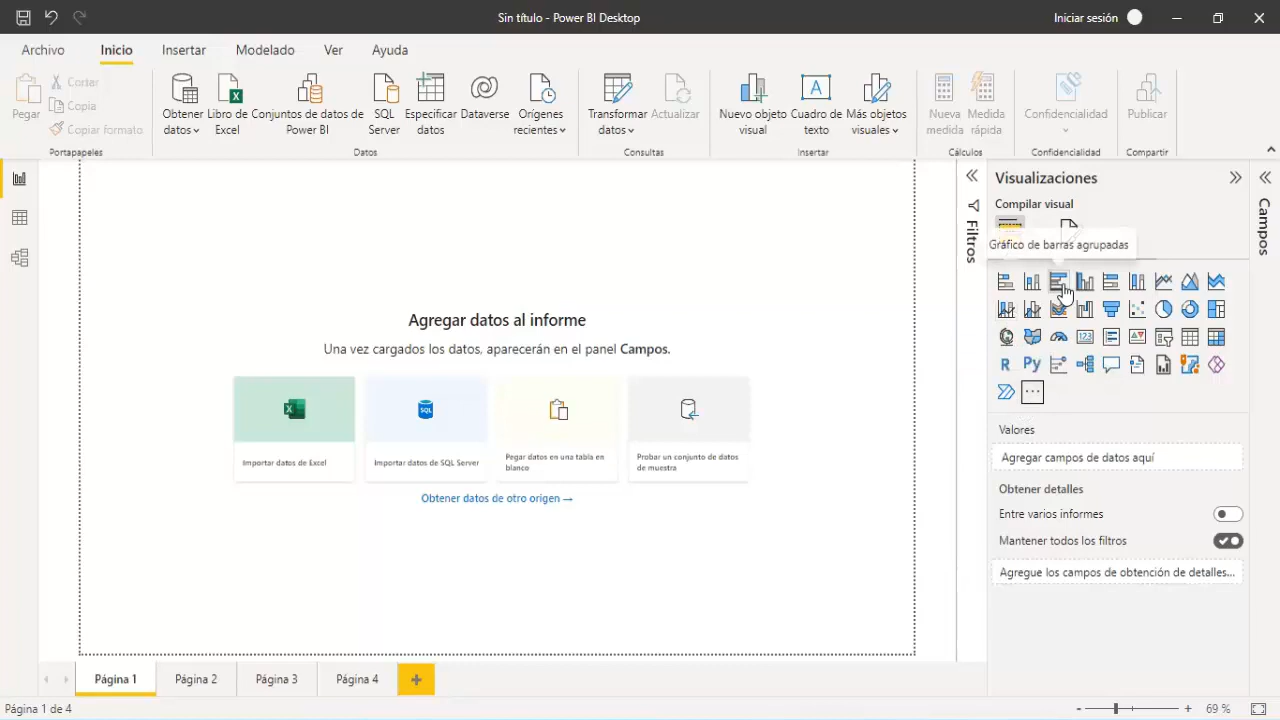 Sin título - Power BI Desktop
Iniciar sesión
Archivo Inicio Insertar Modelado Ver Ayuda
Pegar
Cortar
Copia
Copiar formato
Portapapeles
Obtener datos
Libro de Excel
Conjuntos de datos de Power BI
SQL Server
Especificar datos
Dataverse
Orígenes recientes
Datos
Transformar datos
Actualizar
Consultas
Nuevo objeto visual
Cuadro de texto
Más objetos visuales
Insertar
Nueva medida
Medida rápida
Cálculos
Confidencialidad
Confidencialidad
Publicar
Compartir
Agregar datos al informe
Una vez cargados los datos, aparecerán en el panel Campos.
Importar datos de Excel
SQL
Importar datos de SQL Server
Pegar datos en una tabla en
blanco
Probar un conjunto de datos
de muestra
Obtener datos de otro origen →
Filtros
Visualizaciones
Compilar visual
Gráfico de barras agrupadas
123
R
Py
Valores
Agregar campos de datos aquí
Obtener detalles
Entre varios informes
Mantener todos los filtros
Agregue los campos de obtención de detalles...
Campos
Página 1
Página 2
Página 3
Página 4
+
Página 1 de 4
- + 69 %